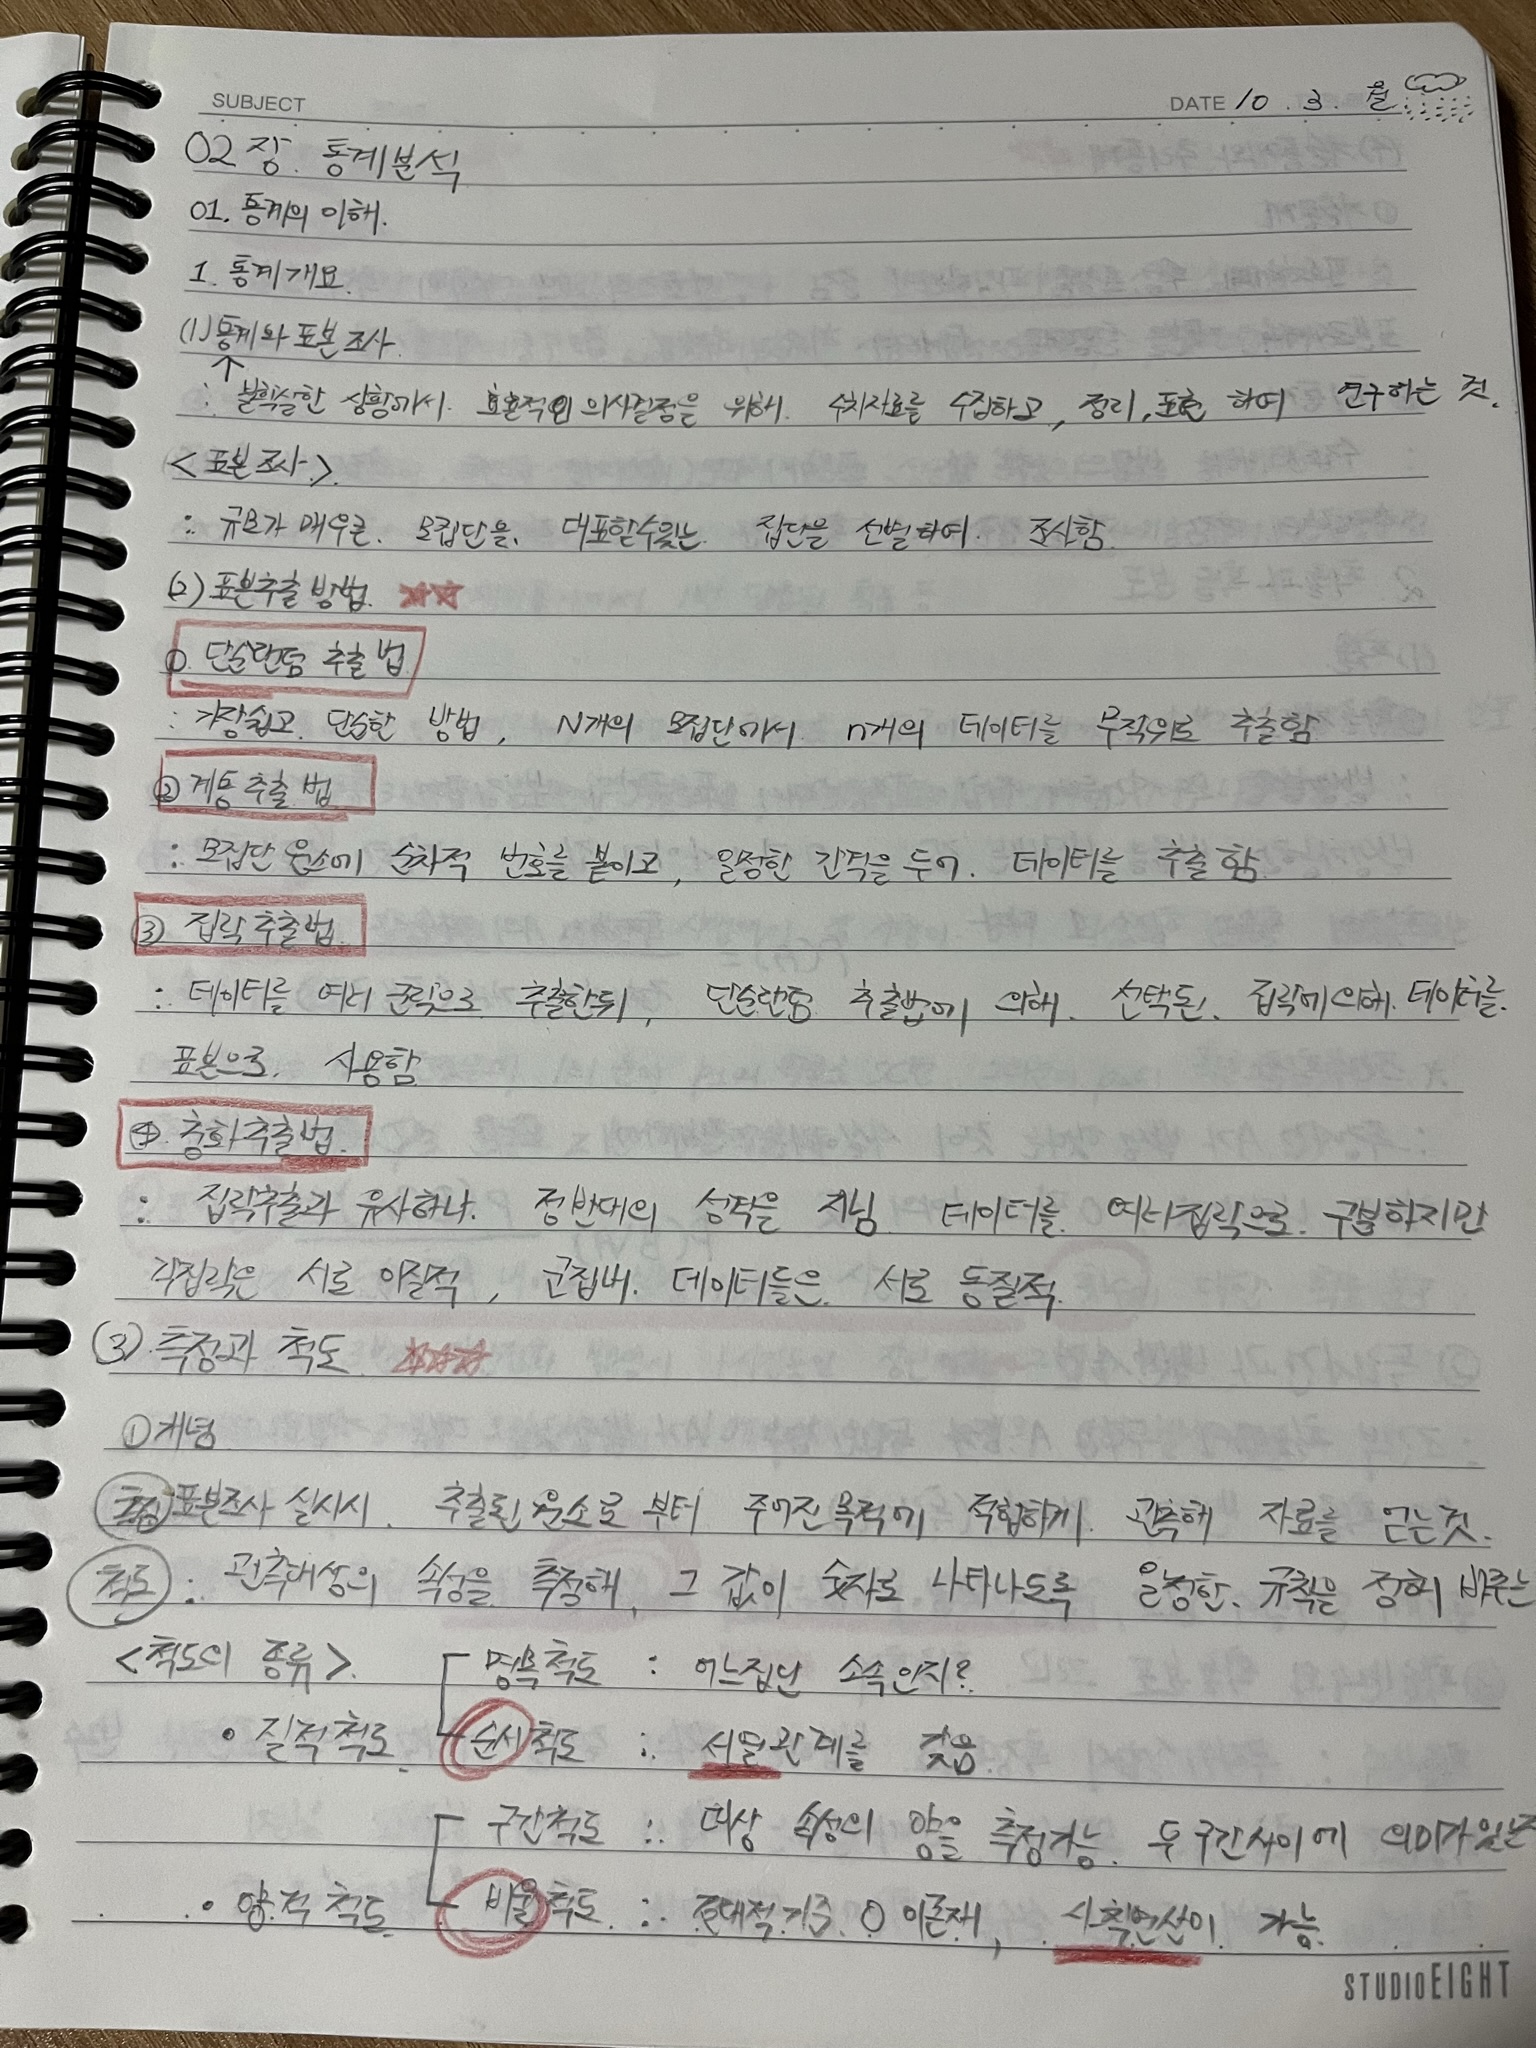 SUBJECT
DATE 10 . 3 . 월
02장. 통계분석
01. 통계의 이해.
1. 통계개요.
(1) 통계와 표본조사.
↑
: 불확실한 상황에서. 효율적인 의사결정을 위해. 수치자료를 수집하고, 정리, 표현 하여 연구하는 것.
<표본조사>
: 규모가 매우큰. 모집단을. 대표할수있는. 집단을 선별하여. 조사함.
(2) 표본추출방법. ☆☆
①. 단순랜덤 추출법.
: 가장쉽고. 단순한 방법, N개의 모집단에서. n개의 데이터를 무작위로 추출함
② 계통추출법.
: 모집단 원소에 순차적 번호를 붙이고, 일정한 간격을 두어. 데이터를 추출함.
③ 집락추출법.
: 데이터를 여러 군락으로 추출한뒤, 단순랜덤 추출법에 의해. 선택된. 집락에의해. 데이터를.
표본으로. 사용함.
④. 층화추출법.
: 집락추출과 유사하나. 정반대의 성격을 지님. 데이터를. 여러집락으로. 구분하지만
각집락은 서로 이질적, 군집내. 데이터들은. 서로 동질적.
(3). 측정과 척도. ☆☆☆
①개념
측정 표본조사 실시시. 추출된 원소로 부터 주어진 목적에 적합하게. 관측해 자료를 얻는것.
척도 : 관측대상의 속성을 측정해, 그 값이 숫자로 나타나도록 일정한. 규칙을 정해 바꾸는
<척도의 종류>. 명목척도 : 어느집단 소속인지?
• 질적척도. 순서척도 : 서열관계를 갖음.
구간척도 : 대상 속성의 양을 측정가능. 두구간사이에 의미가있는
• 양적척도. 비율척도. : 절대적기준 0 이존재, 사칙연산이. 가능.
STUDIOEIGHT